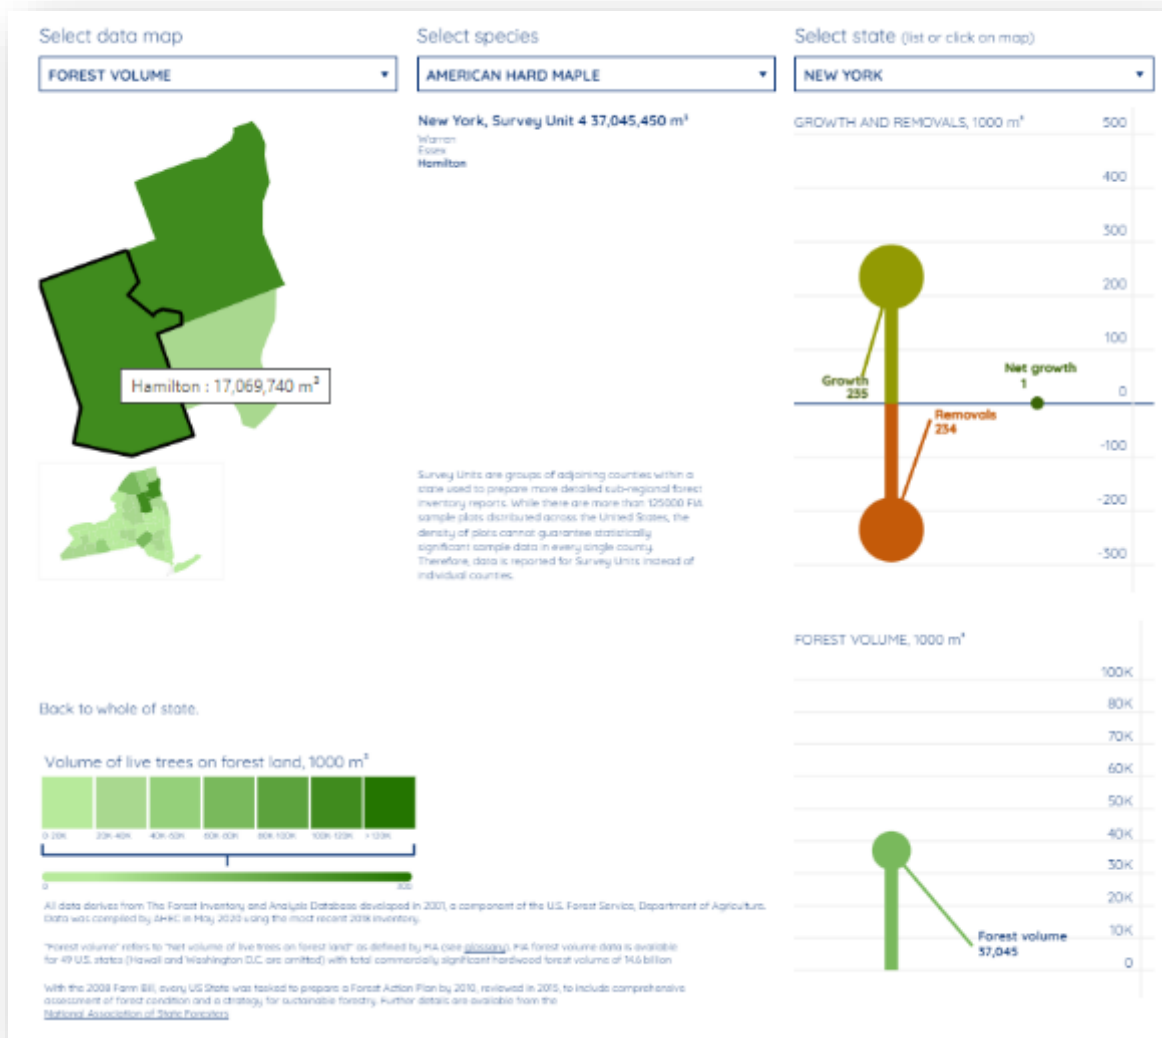 Select data map
FOREST VOLUME
Select species
AMERICAN HARD MAPLE
Select state (list or click on map)
NEW YORK
New York, Survey Unit 4 37,045,450 m³
Warren
Essex
Hamilton
Hamilton : 17,069,740 m³
GROWTH AND REMOVALS, 1000 m³
500
400
300
200
100
0
-100
-200
-300
Growth
235
Net growth
1
Removals
234
Survey Units are groups of adjoining counties within a
state used to prepare more detailed sub-regional forest
inventory reports. While there are more than 125000 FIA
sample plots distributed across the United States, the
density of plots cannot guarantee statistically
significant sample data in every single county.
Therefore, data is reported for Survey Units instead of
individual counties.
FOREST VOLUME, 1000 m³
100K
80K
70K
60K
50K
40K
30K
20K
10K
0
Forest volume
37,045
Back to whole of state.
Volume of live trees on forest land, 1000 m³
0-20K 20K-40K 40K-60K 60K-80K 80K-100K 100K-120K >120K
0 300
All data derives from The Forest Inventory and Analysis Database developed in 2001, a component of the U.S. Forest Service, Department of Agriculture.
Data was compiled by AHEC in May 2020 using the most recent 2018 inventory.
"Forest volume" refers to "Net volume of live trees on forest land" as defined by FIA (see glossary). FIA forest volume data is available
for 49 U.S. states (Hawaii and Washington D.C. are omitted) with total commercially significant hardwood forest volume of 14.6 billion
With the 2008 Farm Bill, every US State was tasked to prepare a Forest Action Plan by 2010, reviewed in 2015, to include comprehensive
assessment of forest condition and a strategy for sustainable forestry. Further details are available from the
National Association of State Foresters